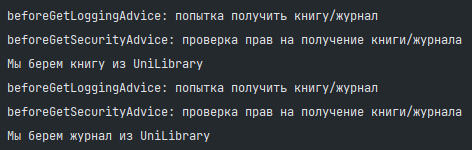 beforeGetLoggingAdvice: попытка получить книгу/журнал
beforeGetSecurityAdvice: проверка прав на получение книги/журнала
Мы берем книгу из UniLibrary
beforeGetLoggingAdvice: попытка получить книгу/журнал
beforeGetSecurityAdvice: проверка прав на получение книги/журнала
Мы берем журнал из UniLibrary